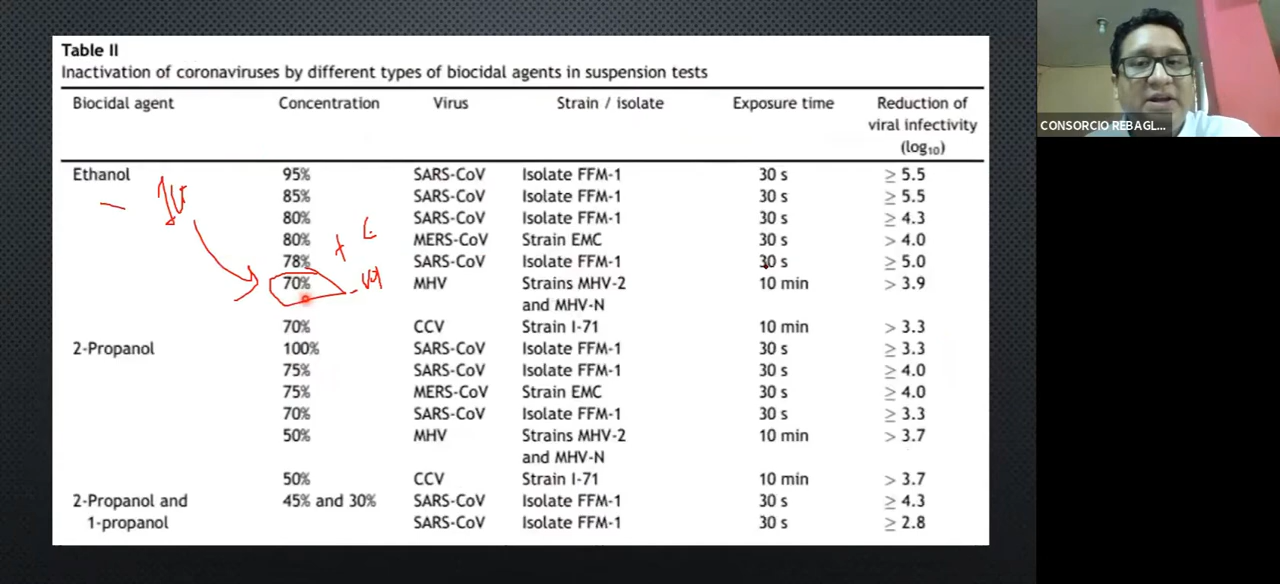 Table II
Inactivation of coronaviruses by different types of biocidal agents in suspension tests
Biocidal agent Concentration Virus Strain / isolate Exposure time Reduction of
viral infectivity
(log₁₀)
Ethanol 95% SARS-CoV Isolate FFM-1 30 s ≥ 5.5
85% SARS-CoV Isolate FFM-1 30 s ≥ 5.5
80% SARS-CoV Isolate FFM-1 30 s ≥ 4.3
80% MERS-CoV Strain EMC 30 s > 4.0
78% SARS-CoV Isolate FFM-1 30 s ≥ 5.0
70% MHV Strains MHV-2 10 min > 3.9
and MHV-N
70% CCV Strain I-71 10 min > 3.3
2-Propanol 100% SARS-CoV Isolate FFM-1 30 s ≥ 3.3
75% SARS-CoV Isolate FFM-1 30 s ≥ 4.0
75% MERS-CoV Strain EMC 30 s ≥ 4.0
70% SARS-CoV Isolate FFM-1 30 s ≥ 3.3
50% MHV Strains MHV-2 10 min > 3.7
and MHV-N
50% CCV Strain I-71 10 min > 3.7
2-Propanol and 45% and 30% SARS-CoV Isolate FFM-1 30 s ≥ 4.3
1-propanol SARS-CoV Isolate FFM-1 30 s ≥ 2.8
CONSORCIO REBAGL...